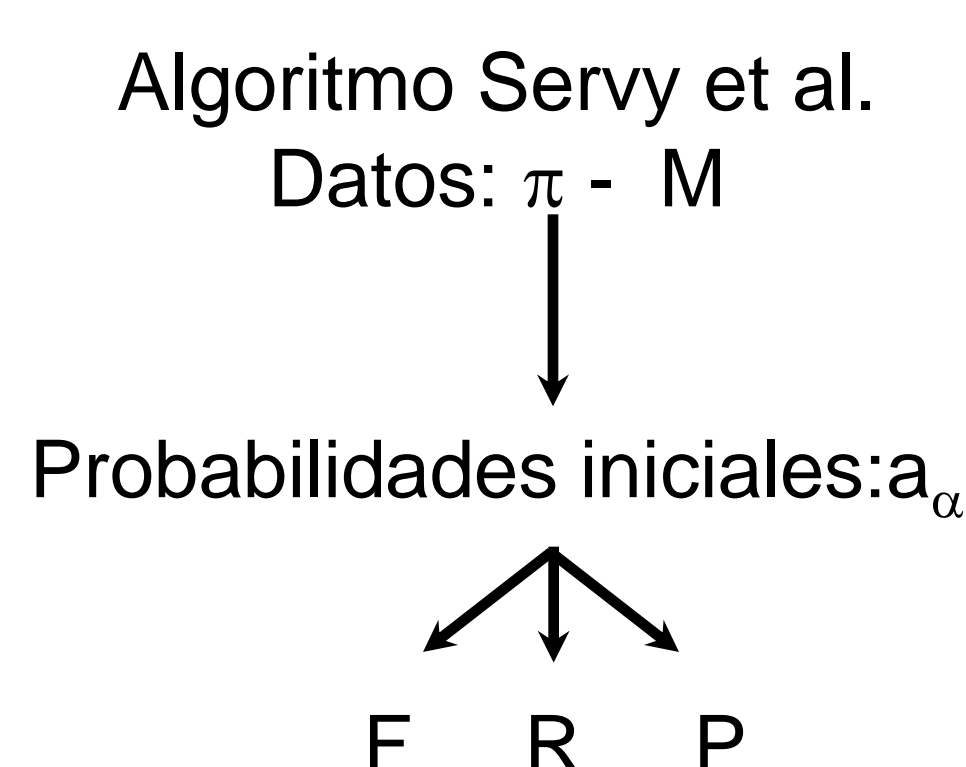 Algoritmo Servy et al.
Datos: π - M
Probabilidades iniciales:aα
F R P